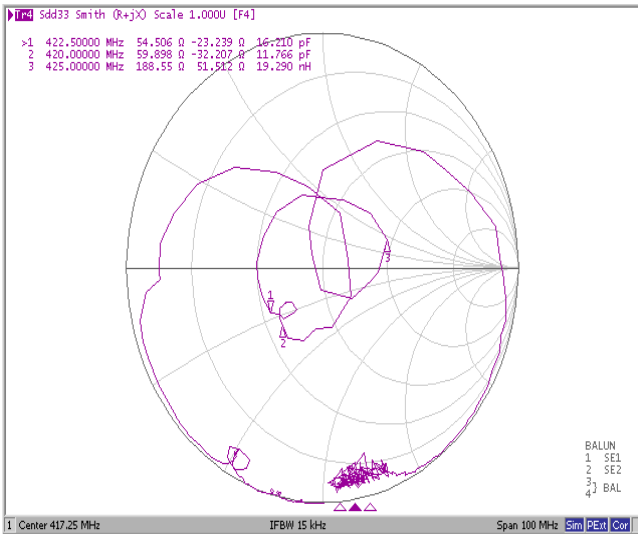 Tr4 Sdd33 Smith (R+jX) Scale 1.000U [F4]
>1 422.50000 MHz 54.506 Ω -23.239 Ω 16.210 pF
2 420.00000 MHz 59.898 Ω -32.207 Ω 11.766 pF
3 425.00000 MHz 188.55 Ω 51.512 Ω 19.290 nH
3
1
2
BALUN
1 SE1
2 SE2
3
4} BAL
1 Center 417.25 MHz IFBW 15 kHz Span 100 MHz Sim PExt Cor